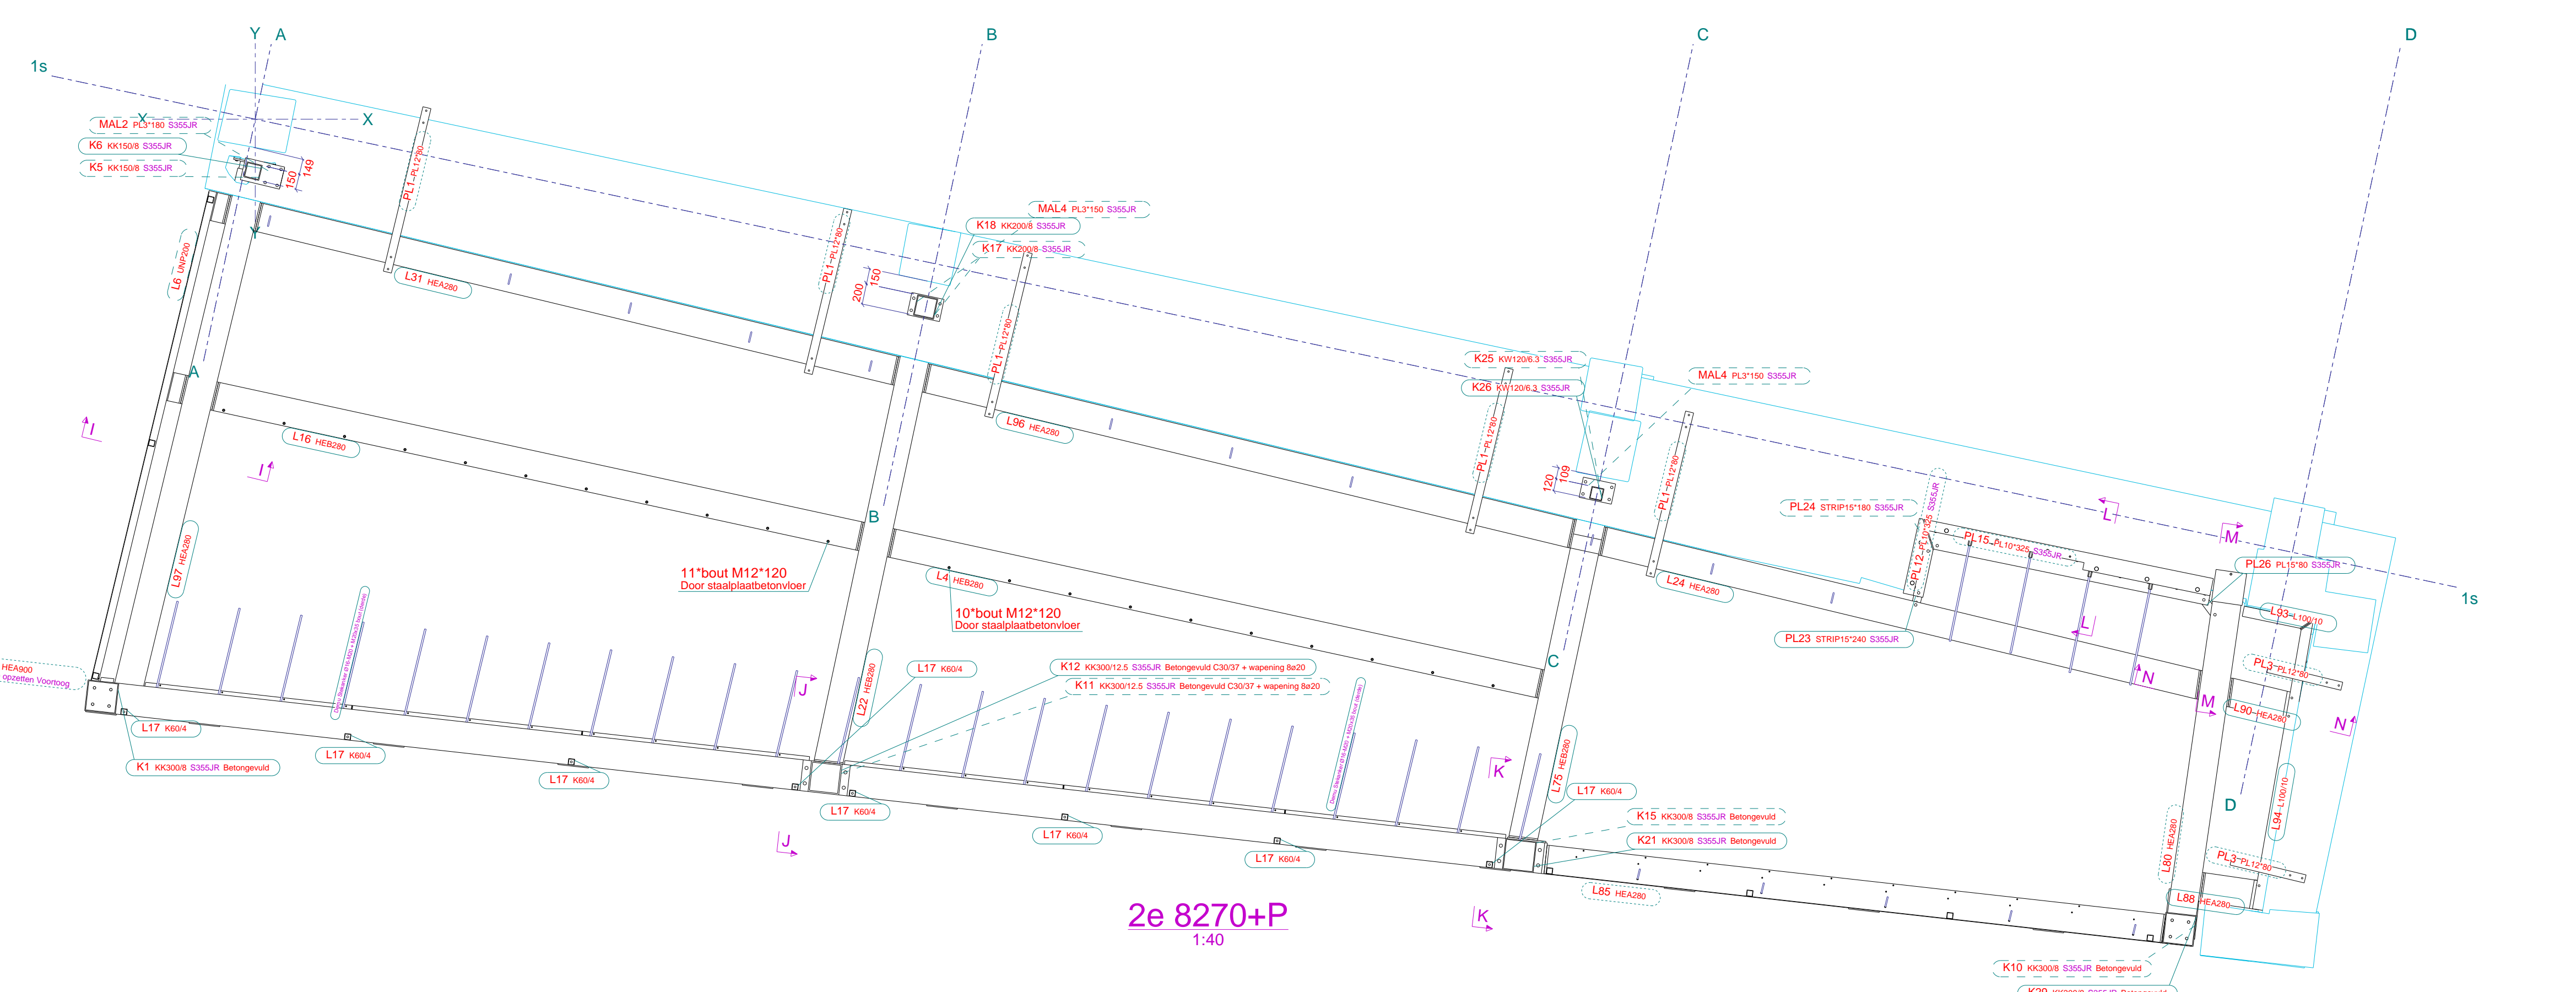 Y
A
B
C
D
1s
X
X
MAL2 PL3*180 S355JR
K6 KK150/8 S355JR
K5 KK150/8 S355JR
150
149
Y
PL1 PL12*80
L6 UNP200
L31 HEA280
PL1 PL12*80
MAL4 PL3*150 S355JR
K18 KK200/8 S355JR
K17 KK200/8 S355JR
200
150
PL1 PL12*80
A
K25 KW120/6.3 S355JR
K26 KW120/6.3 S355JR
MAL4 PL3*150 S355JR
L96 HEA280
PL1 PL12*80
120
109
PL1 PL12*80
I
I
L16 HEB280
B
PL24 STRIP15*180 S355JR
PL12 PL10*325 S355JR
PL15 PL10*325 S355JR
L
M
PL26 PL15*80 S355JR
1s
L97 HEA280
11*bout M12*120
Door staalplaatbetonvloer
L4 HEB280
10*bout M12*120
Door staalplaatbetonvloer
L24 HEA280
PL23 STRIP15*240 S355JR
L
L93 L100/10
HEA900
opzetten Voortoog
J
L22 HEB280
L17 K60/4
K12 KK300/12.5 S355JR Betongevuld C30/37 + wapening 8ø20
K11 KK300/12.5 S355JR Betongevuld C30/37 + wapening 8ø20
C
N
PL3 PL12*80
M
L90 HEA280
N
L17 K60/4
L17 K60/4
K1 KK300/8 S355JR Betongevuld
L17 K60/4
L17 K60/4
K
L75 HEB280
L17 K60/4
K15 KK300/8 S355JR Betongevuld
K21 KK300/8 S355JR Betongevuld
D
L94 L100/10
L80 HEA280
J
L17 K60/4
L17 K60/4
PL3 PL12*80
L85 HEA280
L88 HEA280
K
2e 8270+P
1:40
K10 KK300/8 S355JR Betongevuld